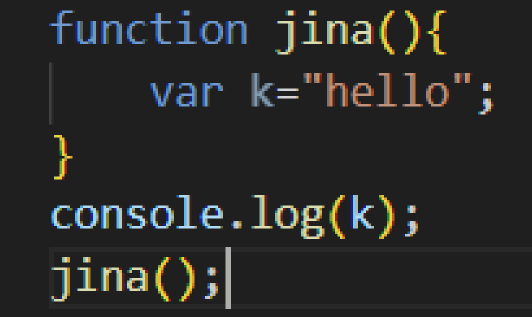 function jina(){
    var k="hello";
}
console.log(k);
jina();